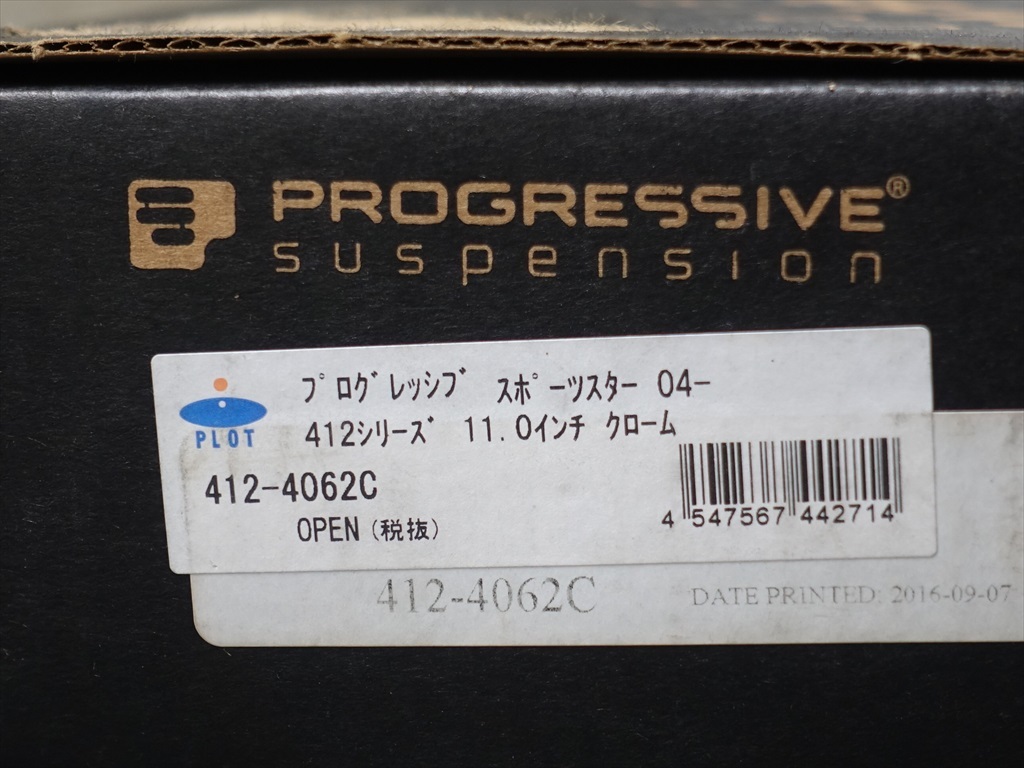 PROGRESSIVE®
suspension
プログレッシブ スポーツスター 04-
412シリーズ 11.0インチ クローム
PLOT
412-4062C
OPEN (税抜)
4 547567 442714
412-4062C
DATE PRINTED: 2016-09-07